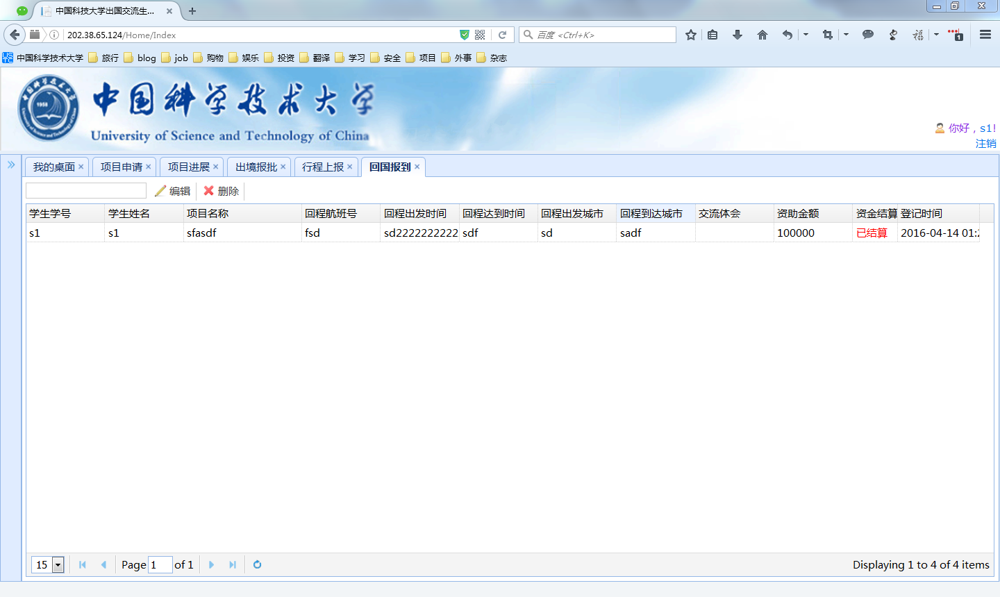 中国科技大学出国交流生...
202.38.65.124/Home/Index
百度 <Ctrl+K>
1
中国科学技术大学 旅行 blog job 购物 娱乐 投资 翻译 学习 安全 项目 外事 杂志
中国科学技术大学
University of Science and Technology of China
1958
你好，s1!
注销
我的桌面 项目申请 项目进展 出境报批 行程上报 回国报到
编辑 删除
学生学号 学生姓名 项目名称 回程航班号 回程出发时间 回程达到时间 回程出发城市 回程到达城市 交流体会 资助金额 资金结算 登记时间
s1 s1 sfasdf fsd sd2222222222 sdf sd sadf 100000 已结算 2016-04-14 01:2
15 Page 1 of 1 Displaying 1 to 4 of 4 items